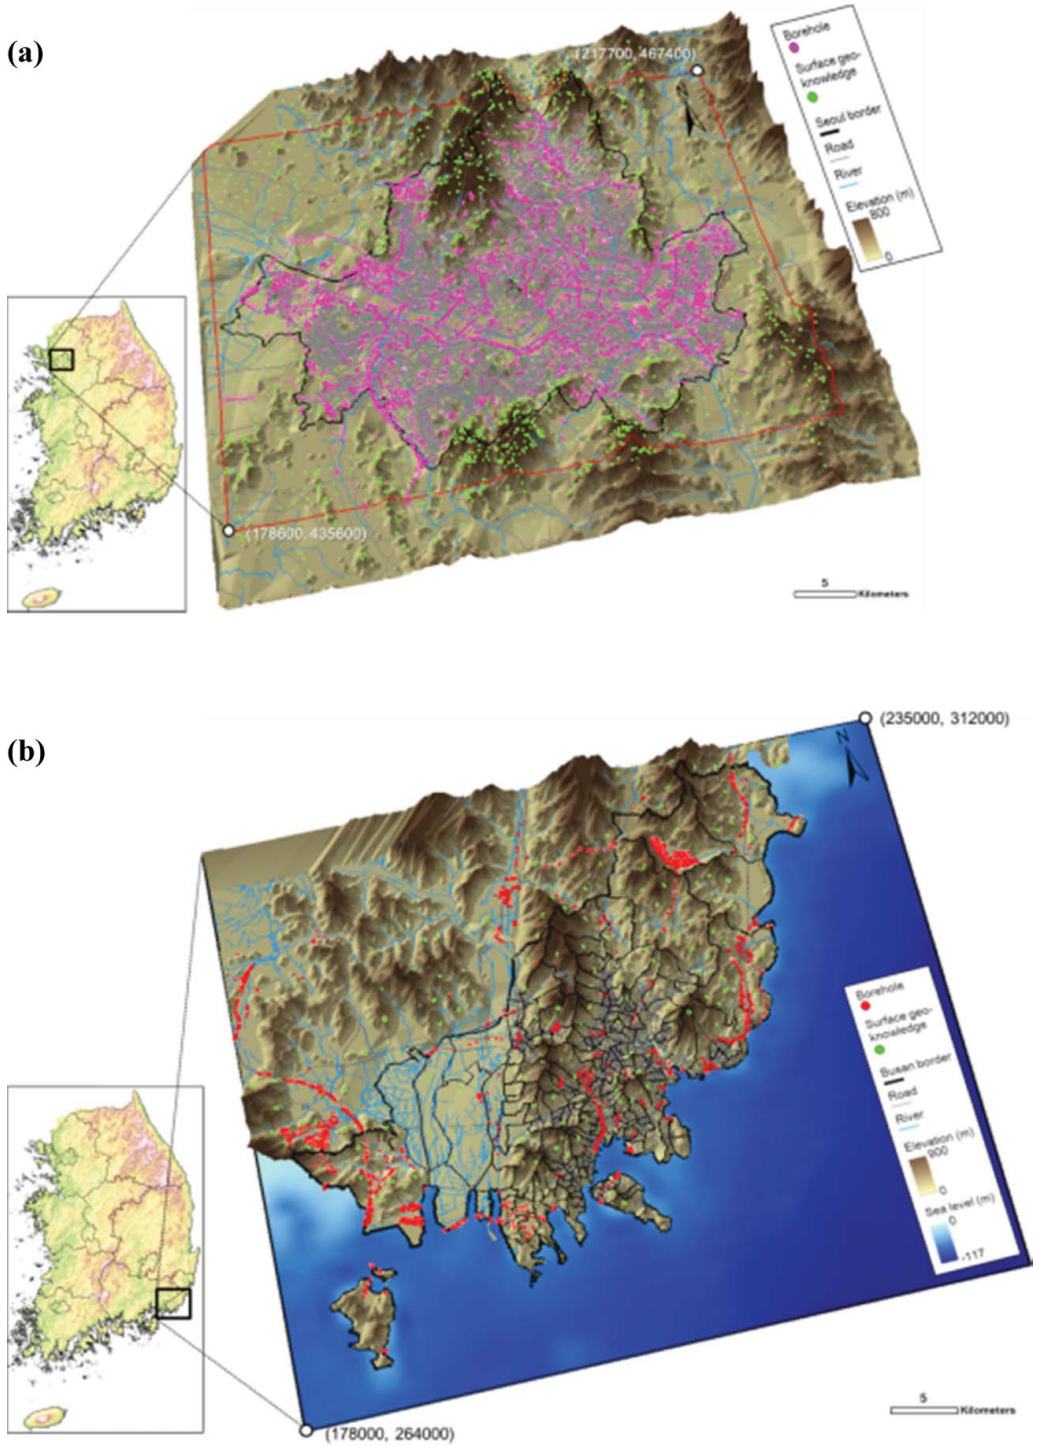 (a)
(217700, 467400)
Borehole
Surface geo-
knowledge
Seoul border
Road
River
Elevation (m)
800
0
(178600, 435600)
5
Kilometers
(b)
(235000, 312000)
N
Borehole
Surface geo-
knowledge
Busan border
Road
River
Elevation (m)
900
0
Sea level (m)
0
-117
5
Kilometers
(178000, 264000)